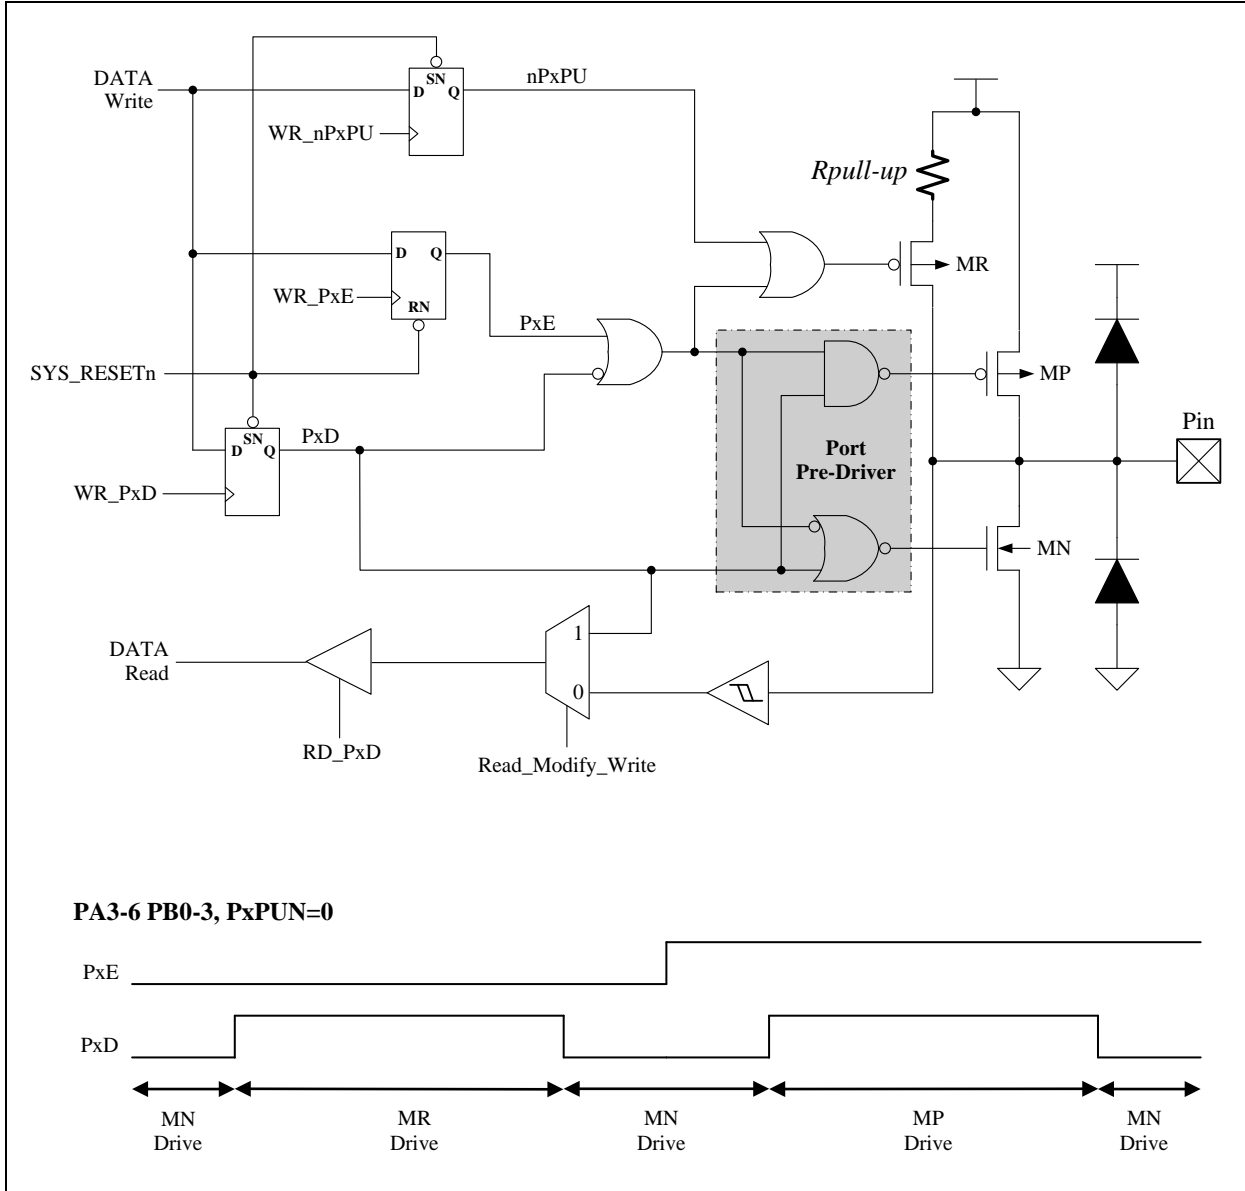 DATA
Write
SN
D
Q
nPxPU
WR_nPxPU
Rpull-up
D
Q
MR
WR_PxE
RN
PxE
SYS_RESETn
MP
SN
D
Q
PxD
Port
Pre-Driver
Pin
WR_PxD
MN
1
DATA
Read
0
RD_PxD
Read_Modify_Write
PA3-6 PB0-3, PxPUN=0
PxE
PxD
MN
Drive
MR
Drive
MN
Drive
MP
Drive
MN
Drive